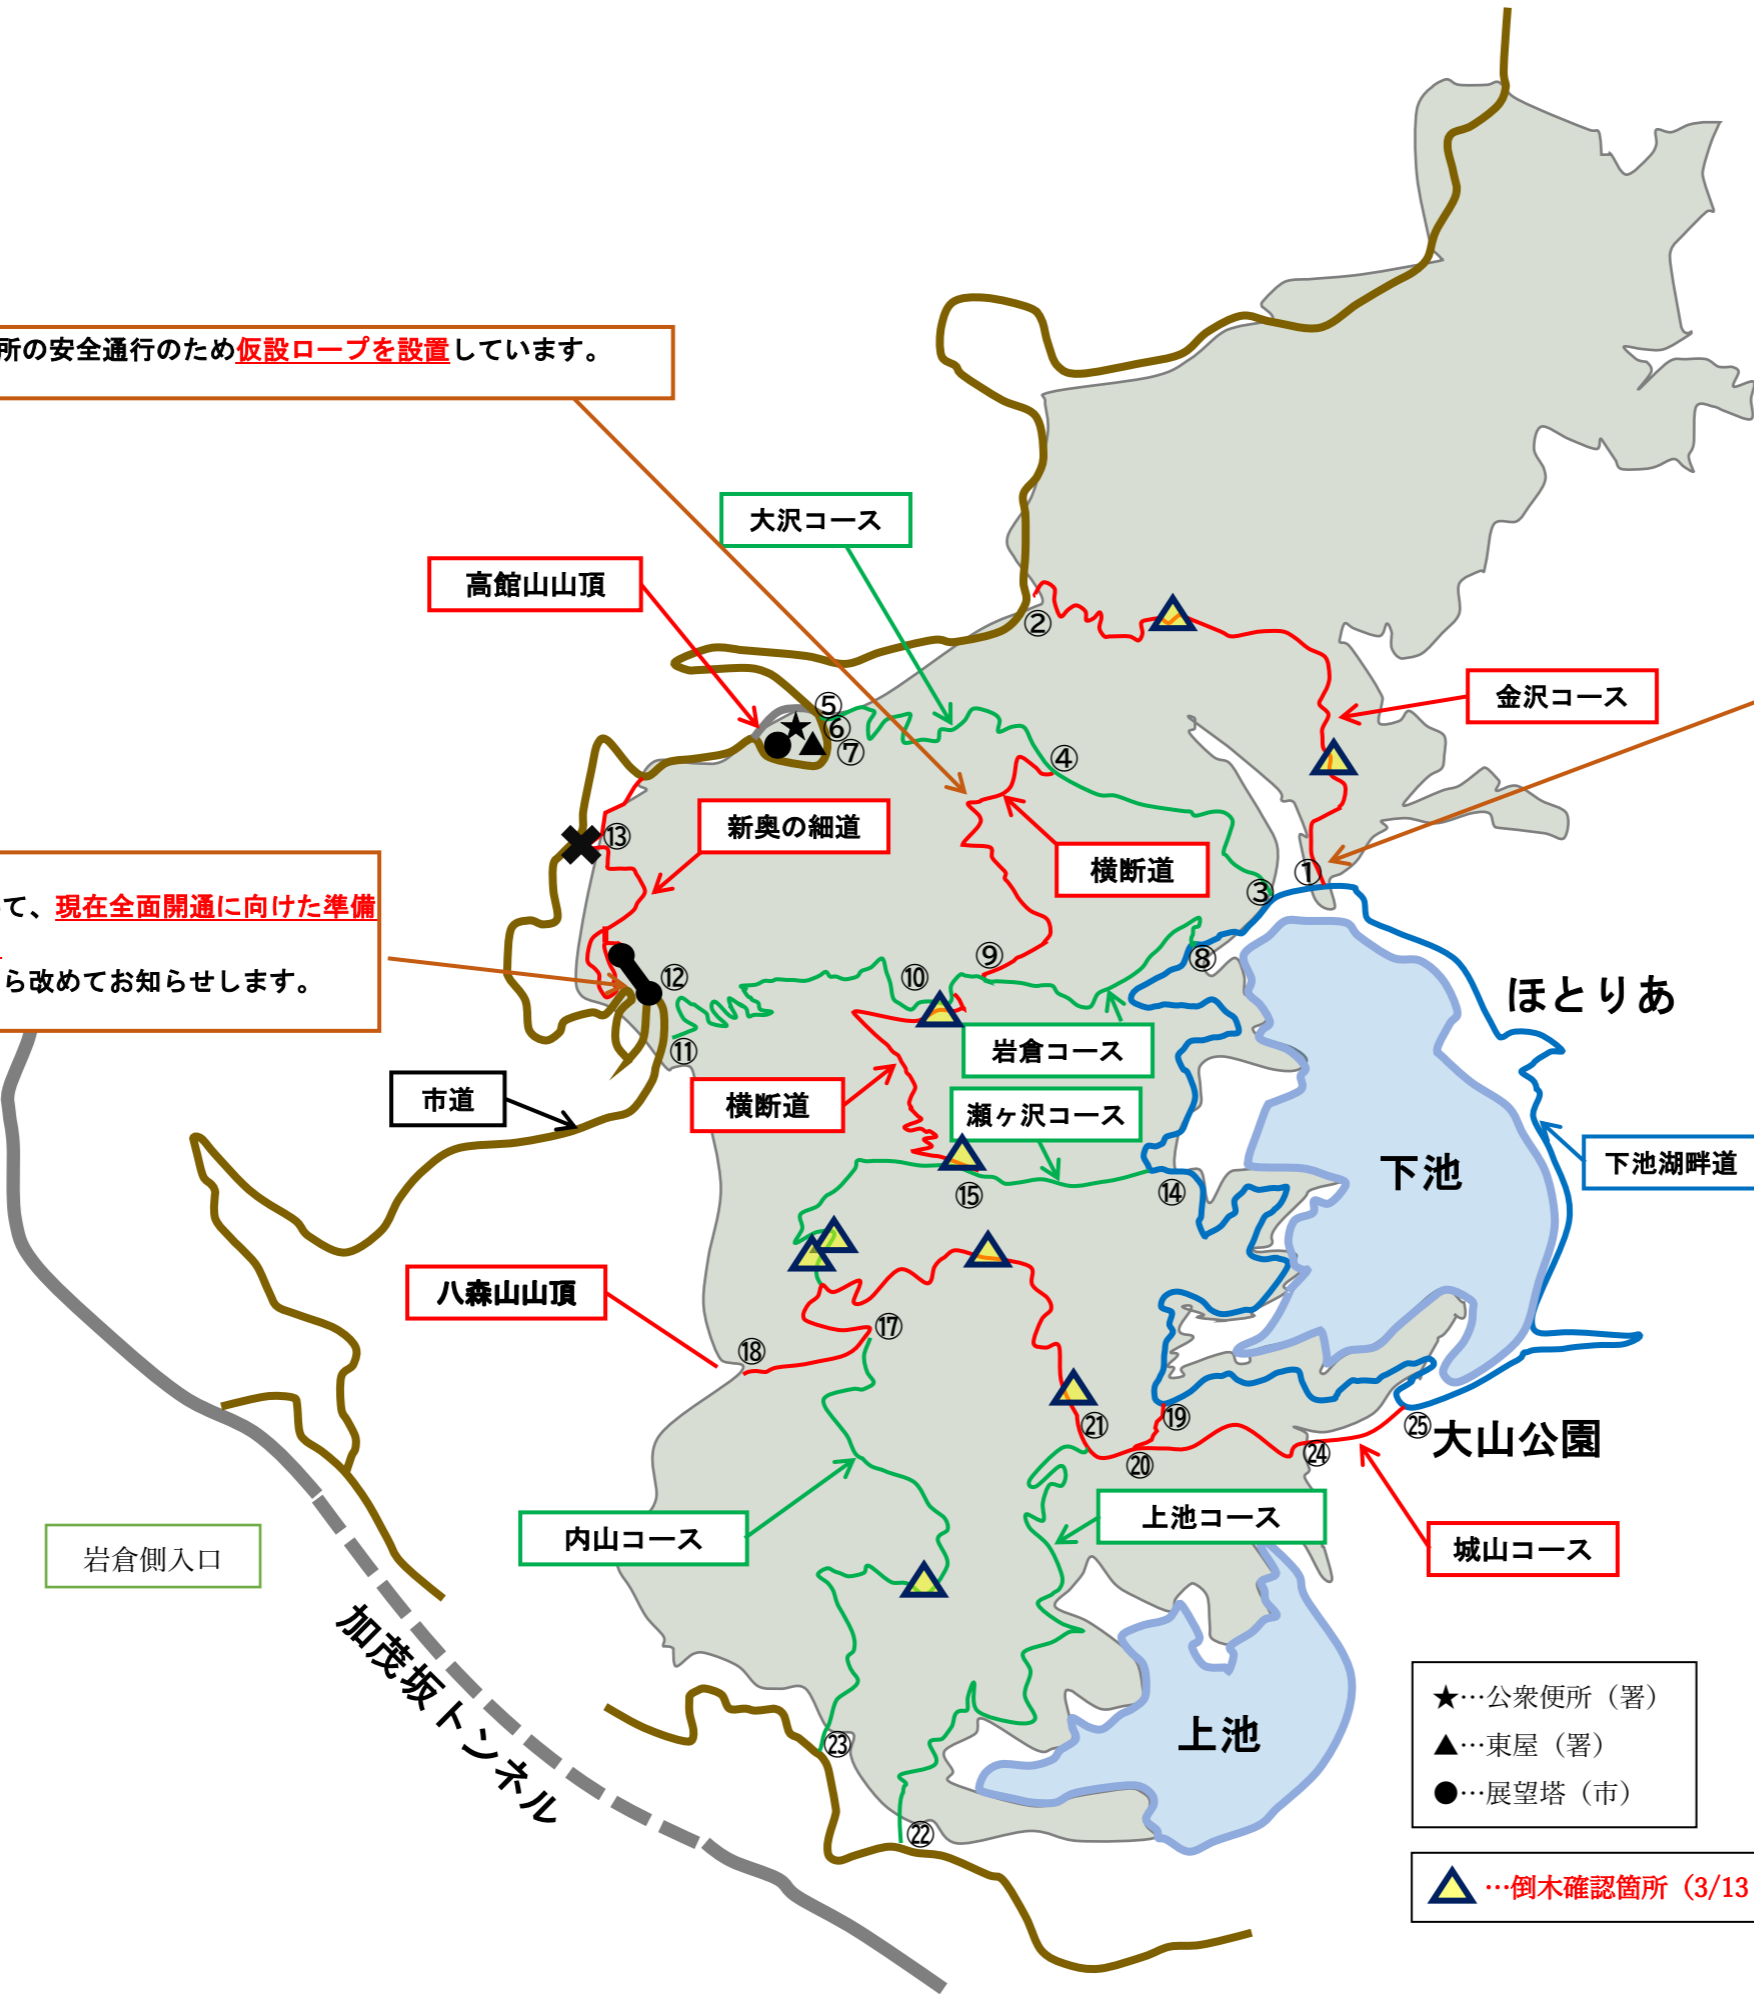 所の安全通行のため仮設ロープを設置しています。
大沢コース
高館山山頂
②
金沢コース
⑤
⑥
⑦
④
新奥の細道
⑬
横断道
①
③
て、現在全面開通に向けた準備
ら改めてお知らせします。
⑨
⑧
⑩
⑫
ほとりあ
⑪
岩倉コース
市道
横断道
瀬ヶ沢コース
下池
下池湖畔道
⑮
⑭
八森山山頂
⑰
⑱
⑲
㉑
㉕
大山公園
⑳
㉔
内山コース
上池コース
城山コース
岩倉側入口
加茂坂トンネル
上池
㉓
㉒
★…公衆便所（署）
▲…東屋（署）
●…展望塔（市）
…倒木確認箇所（3/13